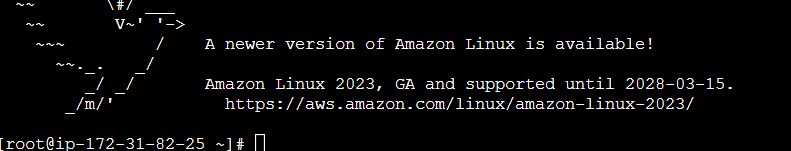 ~~ \#/ ___
~~ V~' '->
~~~ / A newer version of Amazon Linux is available!
~~._. _/
_/ _/ Amazon Linux 2023, GA and supported until 2028-03-15.
_/m/' https://aws.amazon.com/linux/amazon-linux-2023/
[root@ip-172-31-82-25 ~]#